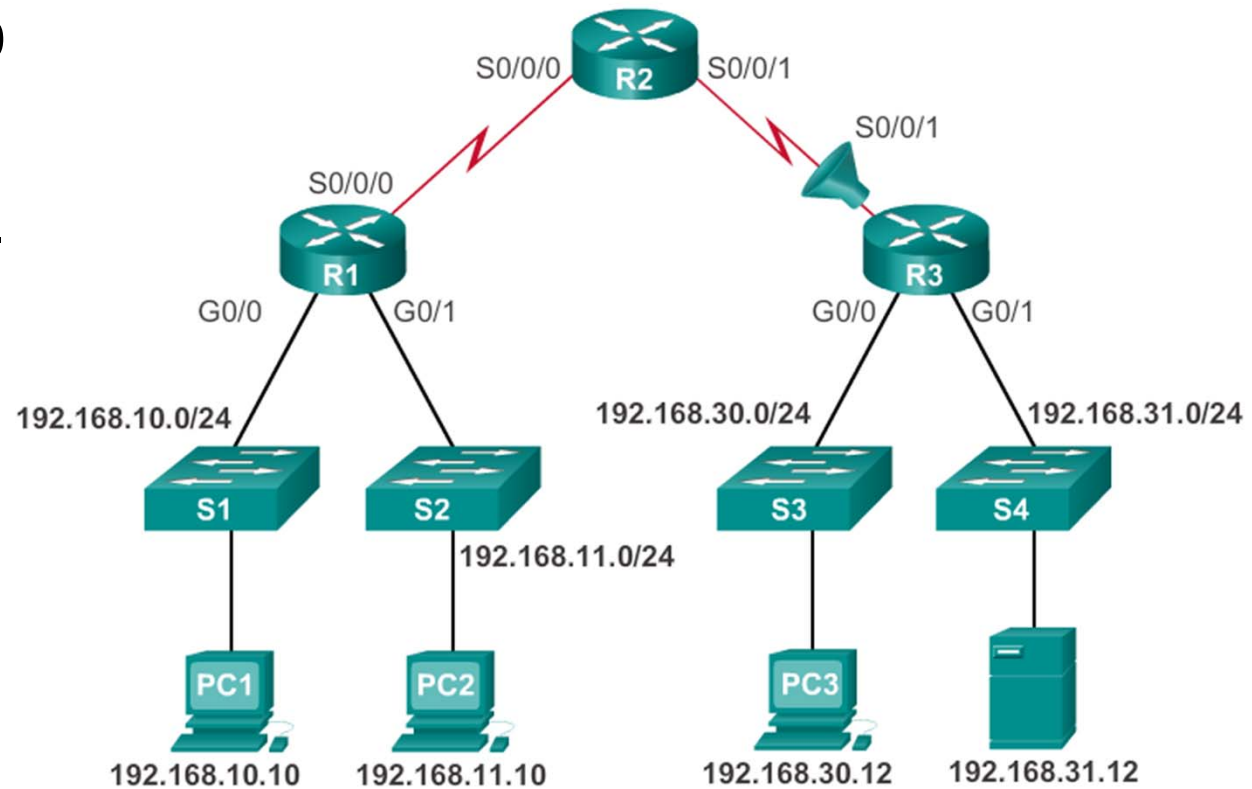 S0/0/0
R2
S0/0/1
S0/0/1
S0/0/0
R1
R3
G0/0
G0/1
G0/0
G0/1
192.168.10.0/24
192.168.30.0/24
192.168.31.0/24
S1
S2
S3
S4
192.168.11.0/24
PC1
PC2
PC3
192.168.10.10
192.168.11.10
192.168.30.12
192.168.31.12